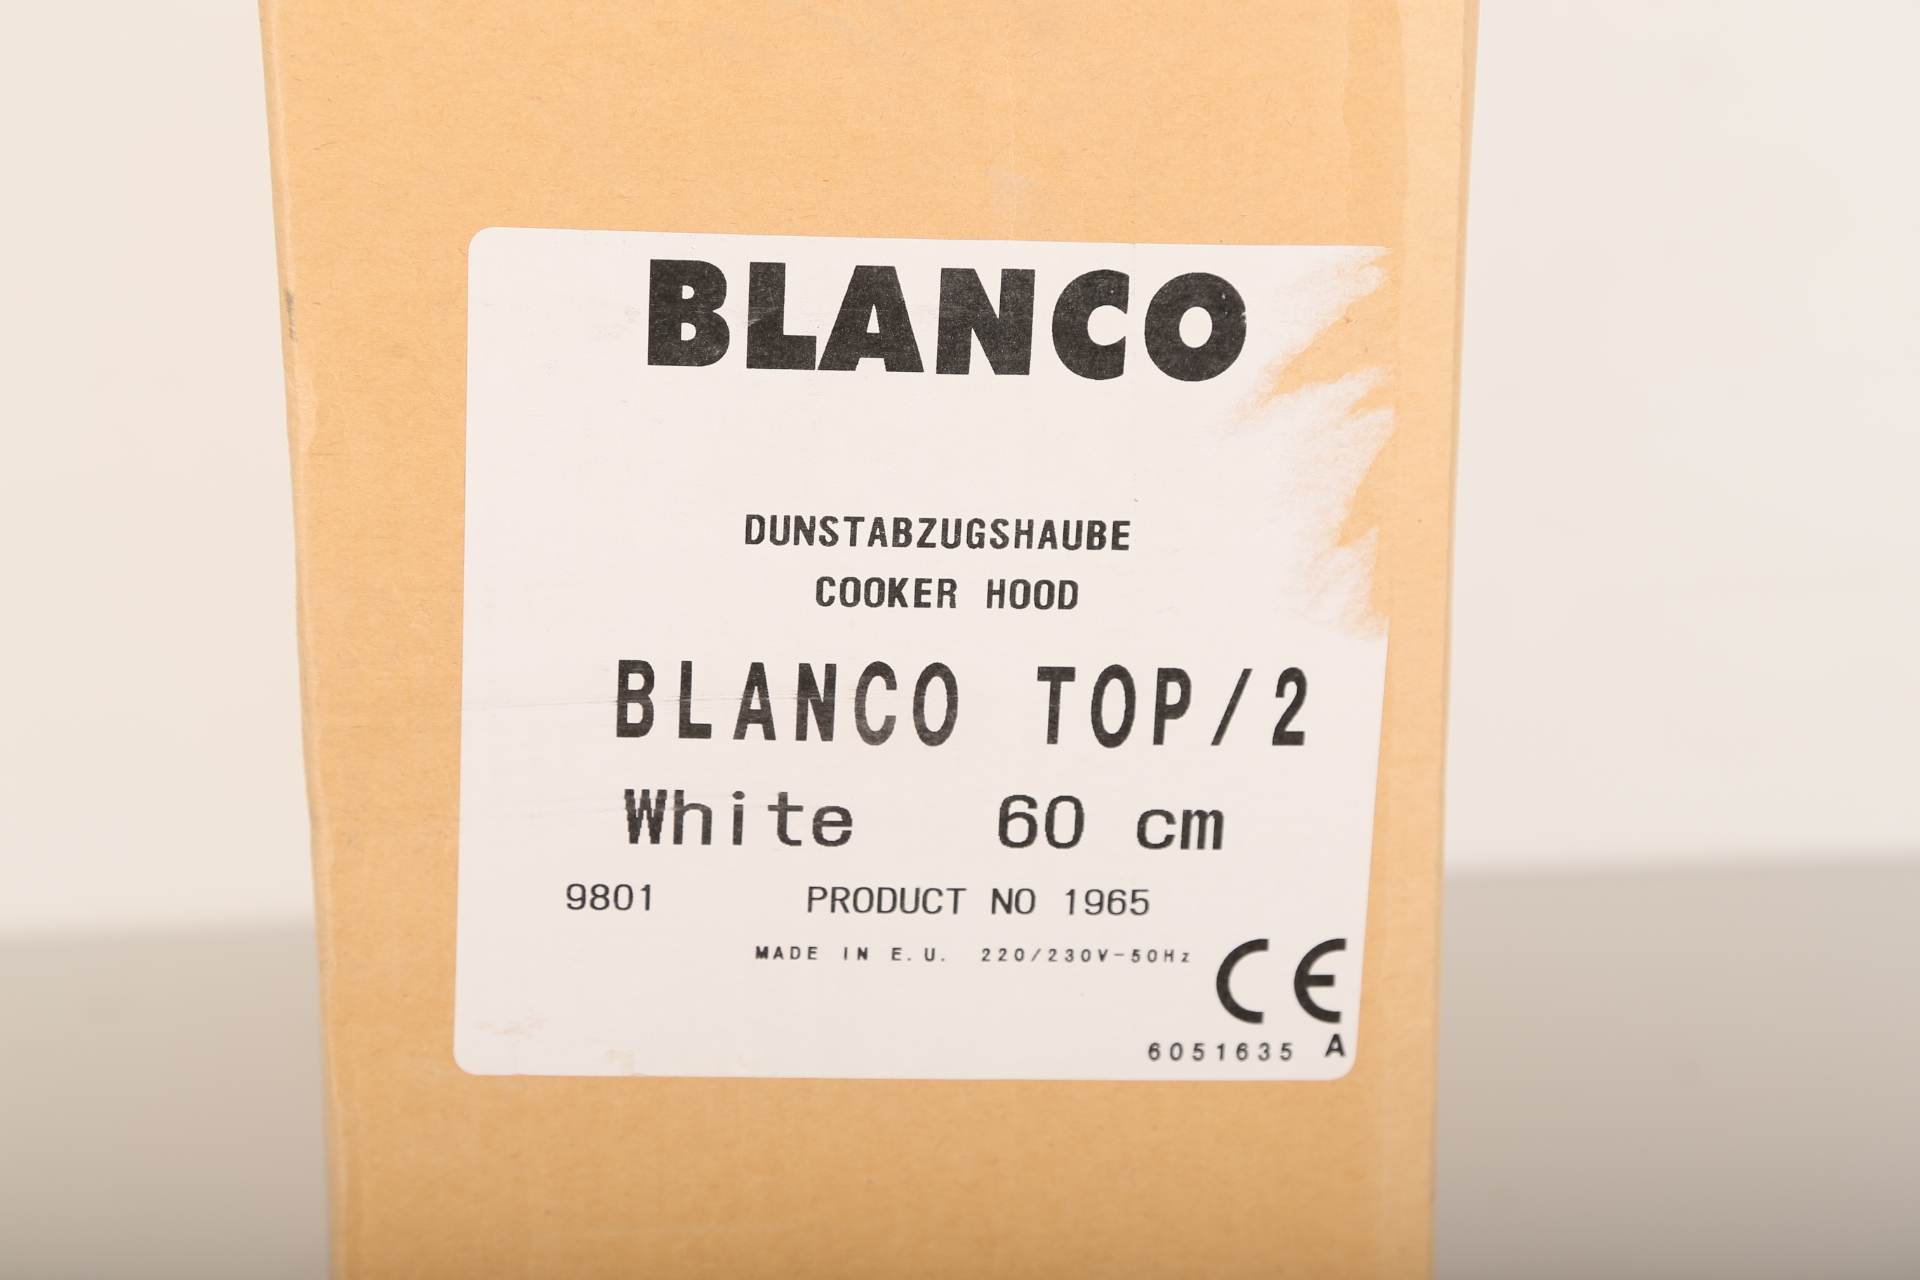 BLANCO
DUNSTABZUGSHAUBE
COOKER HOOD
BLANCO TOP/2
White 60 cm
9801 PRODUCT NO 1965
MADE IN E.U. 220/230V-50Hz CE
6051635 A